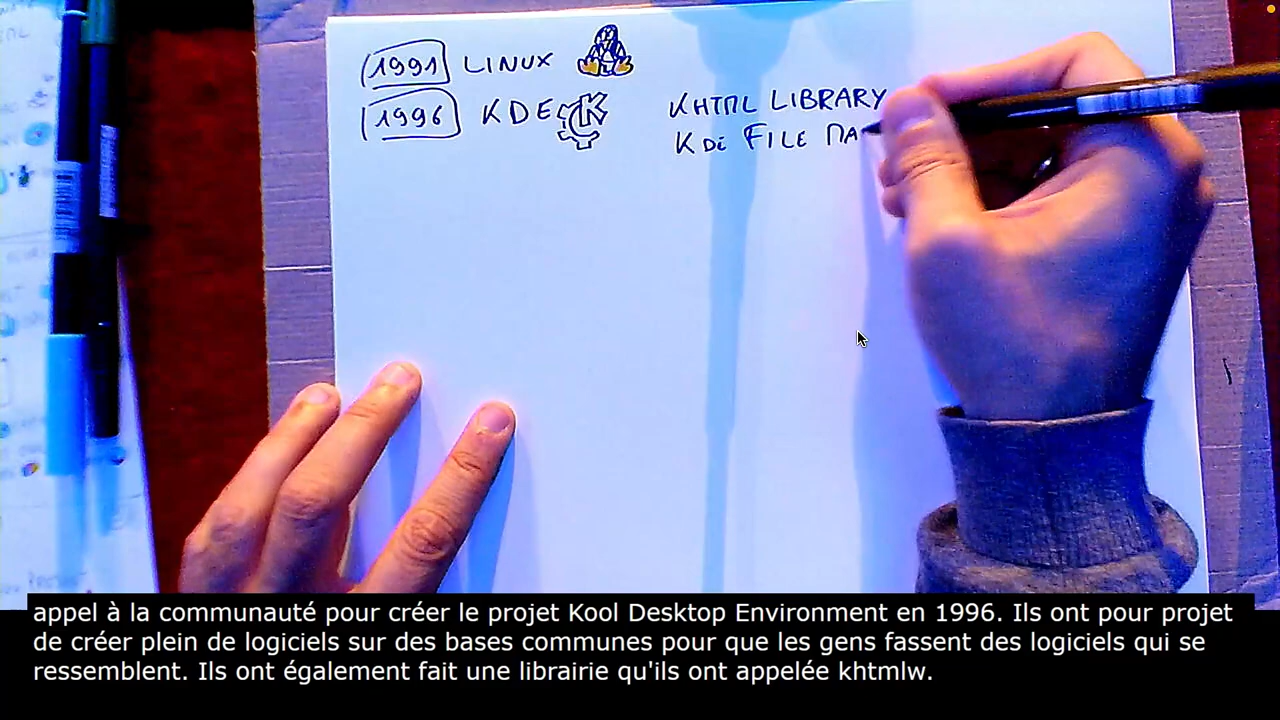 1991 LINUX
1996 KDE K
KHTML LIBRARY
KDE FILE MA
appel à la communauté pour créer le projet Kool Desktop Environment en 1996. Ils ont pour projet
de créer plein de logiciels sur des bases communes pour que les gens fassent des logiciels qui se
ressemblent. Ils ont également fait une librairie qu'ils ont appelée khtmlw.